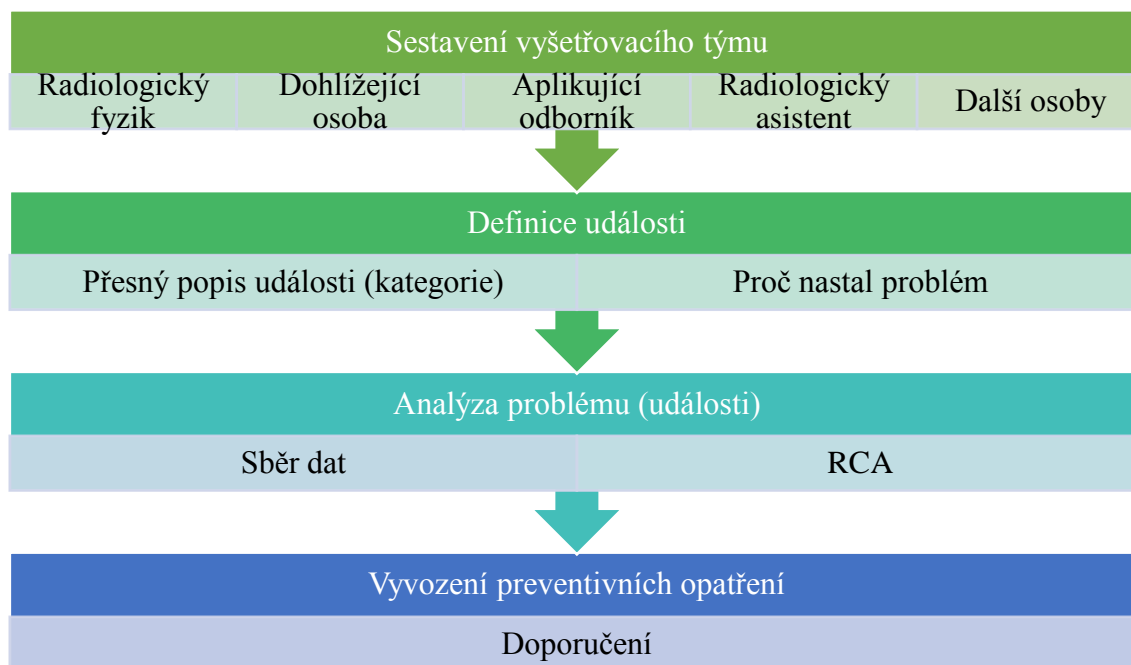 Sestavení vyšetřovacího týmu
Radiologický
fyzik
Dohlížející
osoba
Aplikující
odborník
Radiologický
asistent
Další osoby
Definice události
Přesný popis události (kategorie)
Proč nastal problém
Analýza problému (události)
Sběr dat
RCA
Vyvození preventivních opatření
Doporučení